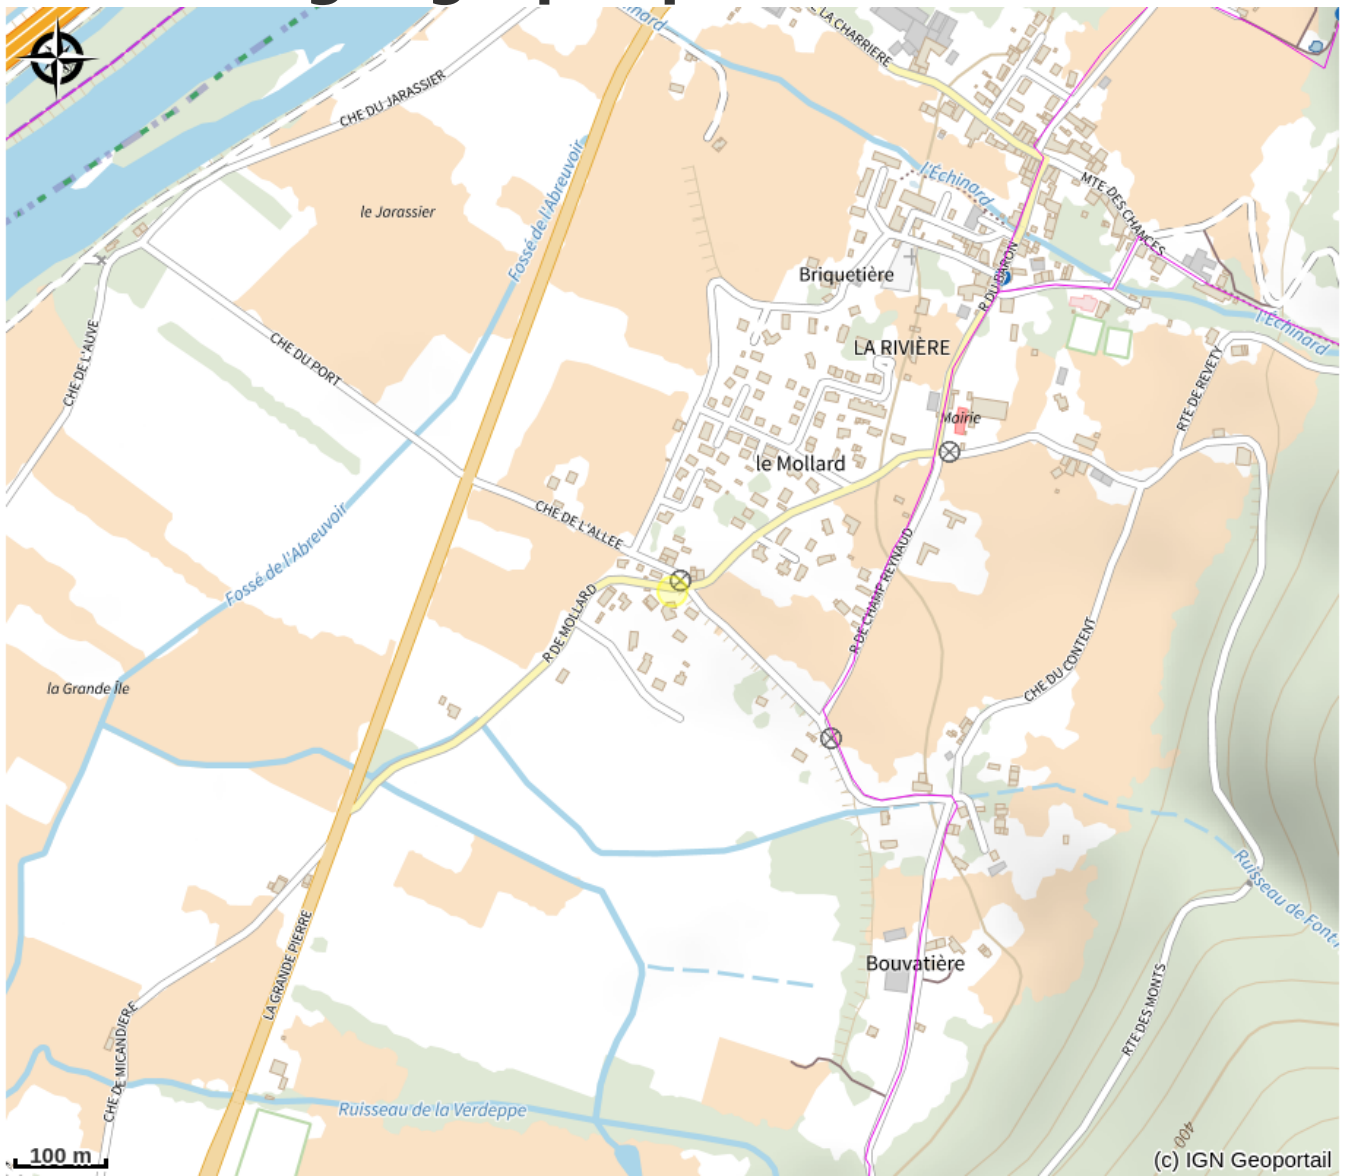 LA CHARRIERE
CHE DU JARASSIER
l'Échinard
MTE DES CHANCES
le Jarassier
Fossé de l'Abreuvoir
R DU BARON
Briquetière
l'Échinard
CHE DE L'AUVE
CHE DU PORT
LA RIVIÈRE
RTE DE REVETY
Mairie
le Mollard
CHE DE L'ALLEE
Fossé de l'Abreuvoir
R DE CHAMP REYNAUD
R DE MOLLARD
CHE DU CONTENT
la Grande Île
Ruisseau de Font-
LA GRANDE PIERRE
Bouvatière
CHE DE MICANDIERE
RTE DES MONTS
Ruisseau de la Verdeppe
400
100 m
(c) IGN Geoportail